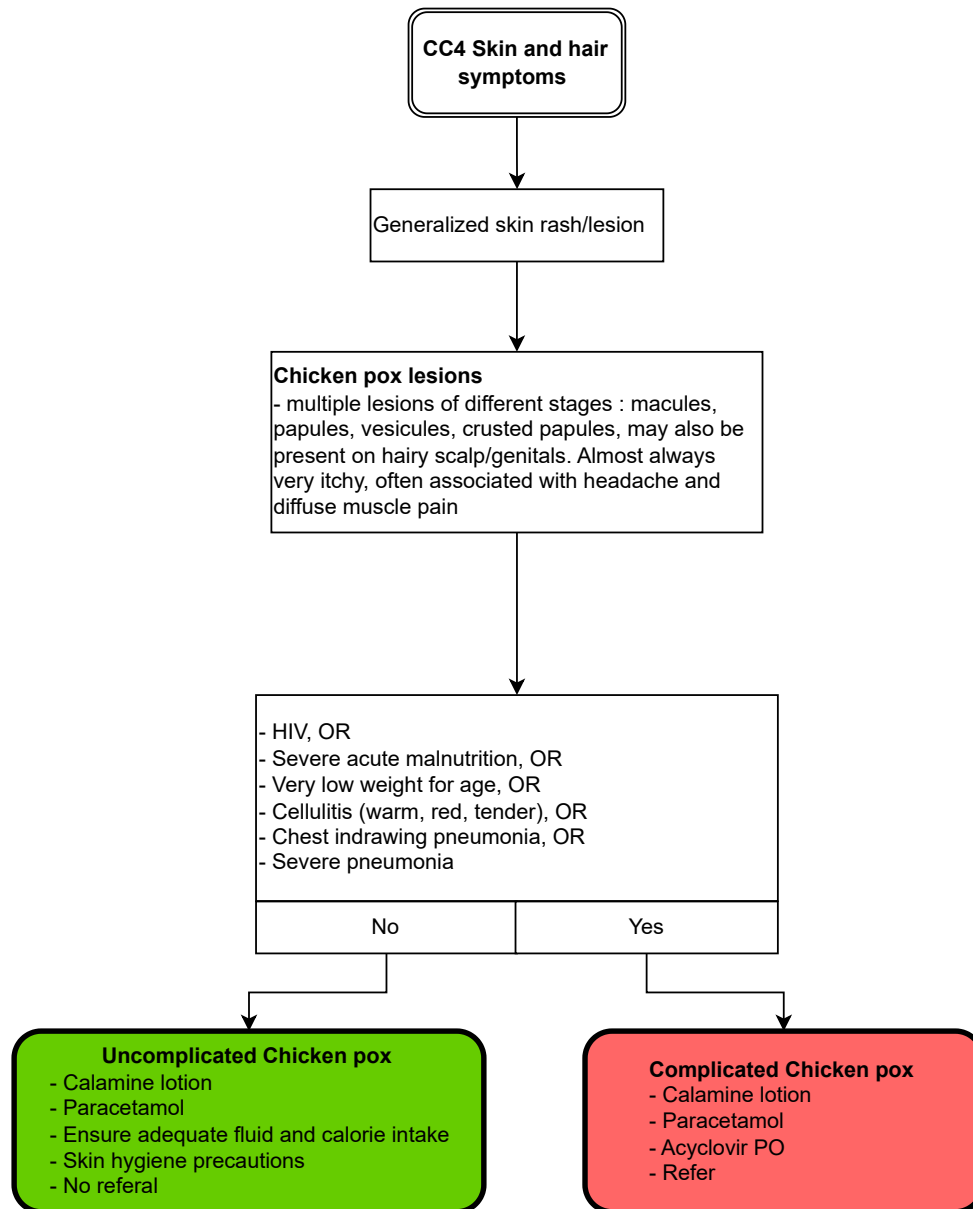 CC4 Skin and hair
symptoms
Generalized skin rash/lesion
Chicken pox lesions
- multiple lesions of different stages : macules,
papules, vesicules, crusted papules, may also be
present on hairy scalp/genitals. Almost always
very itchy, often associated with headache and
diffuse muscle pain
- HIV, OR
- Severe acute malnutrition, OR
- Very low weight for age, OR
- Cellulitis (warm, red, tender), OR
- Chest indrawing pneumonia, OR
- Severe pneumonia
No
Yes
Uncomplicated Chicken pox
- Calamine lotion
- Paracetamol
- Ensure adequate fluid and calorie intake
- Skin hygiene precautions
- No referal
Complicated Chicken pox
- Calamine lotion
- Paracetamol
- Acyclovir PO
- Refer